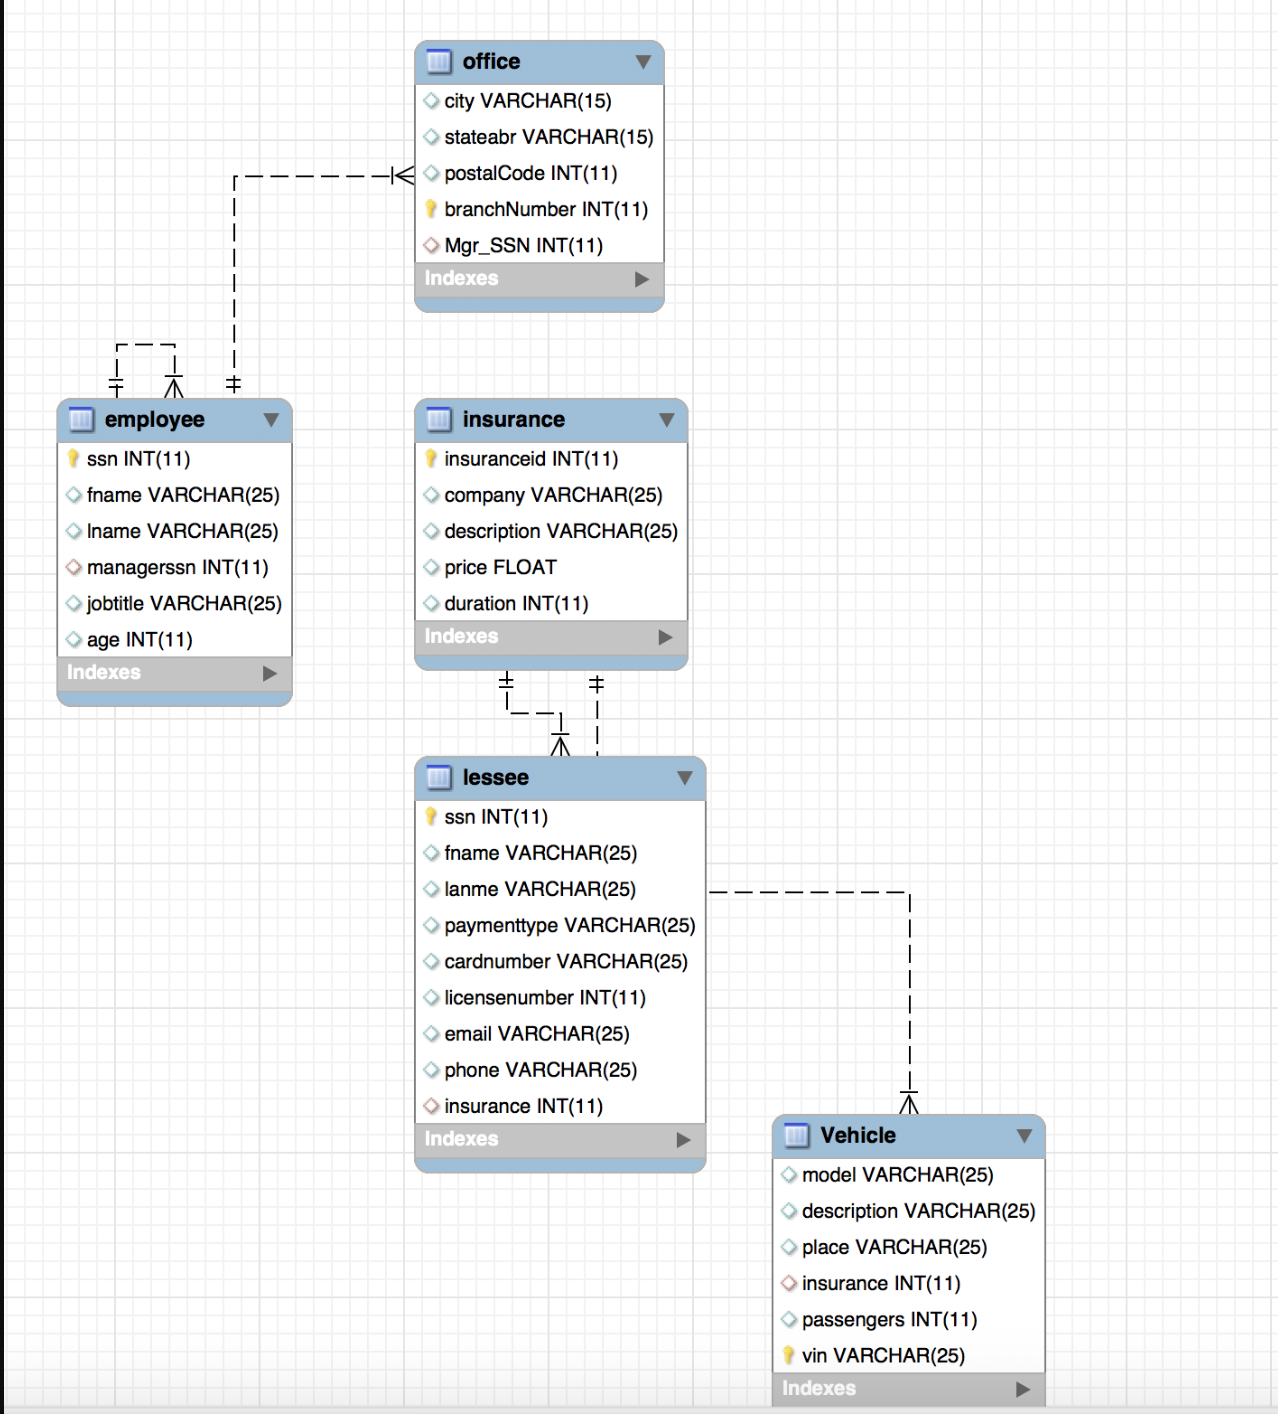 office
city VARCHAR(15)
stateabr VARCHAR(15)
postalCode INT(11)
branchNumber INT(11)
Mgr_SSN INT(11)
Indexes
employee
ssn INT(11)
fname VARCHAR(25)
lname VARCHAR(25)
managerssn INT(11)
jobtitle VARCHAR(25)
age INT(11)
Indexes
insurance
insuranceid INT(11)
company VARCHAR(25)
description VARCHAR(25)
price FLOAT
duration INT(11)
Indexes
lessee
ssn INT(11)
fname VARCHAR(25)
lanme VARCHAR(25)
paymenttype VARCHAR(25)
cardnumber VARCHAR(25)
licensenumber INT(11)
email VARCHAR(25)
phone VARCHAR(25)
insurance INT(11)
Indexes
Vehicle
model VARCHAR(25)
description VARCHAR(25)
place VARCHAR(25)
insurance INT(11)
passengers INT(11)
vin VARCHAR(25)
Indexes